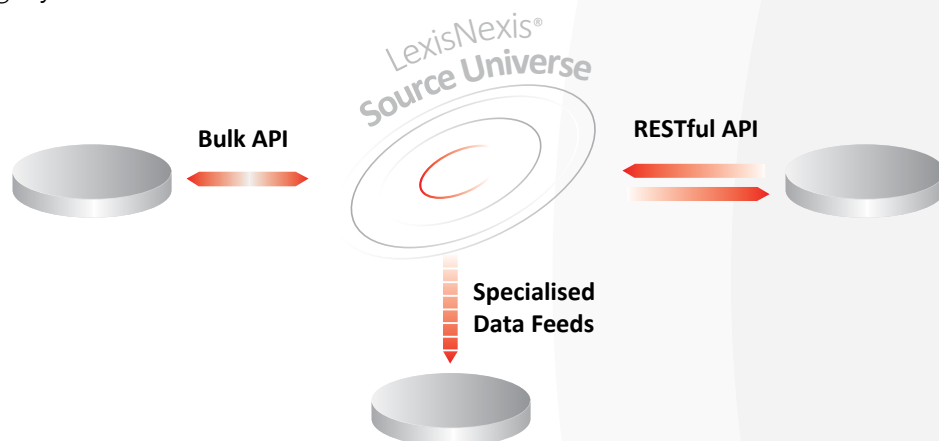 LexisNexis®
Source Universe
Bulk API
RESTful API
Specialised
Data Feeds